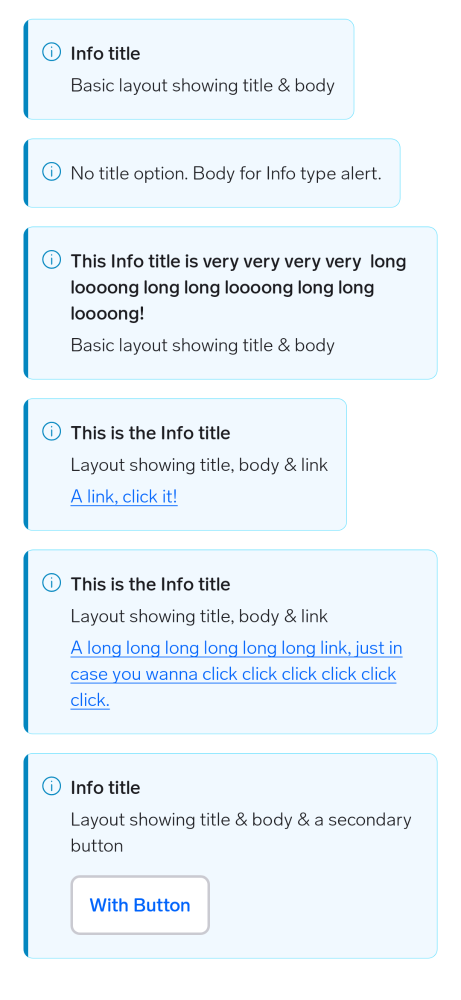 Info title
Basic layout showing title & body
No title option. Body for Info type alert.
This Info title is very very very very  long
loooong long long loooong long long
loooong!
Basic layout showing title & body
This is the Info title
Layout showing title, body & link
A link, click it!
This is the Info title
Layout showing title, body & link
A long long long long long long link, just in
case you wanna click click click click click
click.
Info title
Layout showing title & body & a secondary
button
With Button